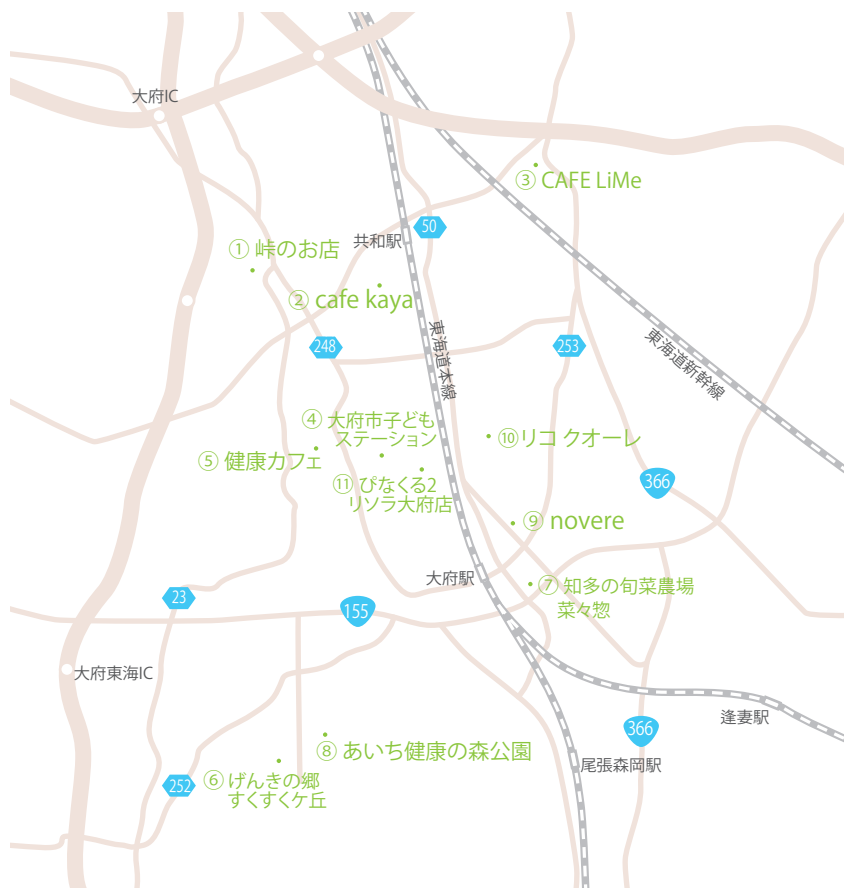 大府IC
③ CAFE LiMe
50
共和駅
① 峠のお店
② cafe kaya
248
東海道本線
253
東海道新幹線
④ 大府市子ども
ステーション
⑤ 健康カフェ
⑩リコ クオーレ
⑪ ぴなくる2
リソラ大府店
366
⑨ novere
大府駅
⑦ 知多の旬菜農場
菜々惣
23
155
大府東海IC
逢妻駅
366
⑧ あいち健康の森公園
尾張森岡駅
252
⑥ げんきの郷
すくすくケ丘